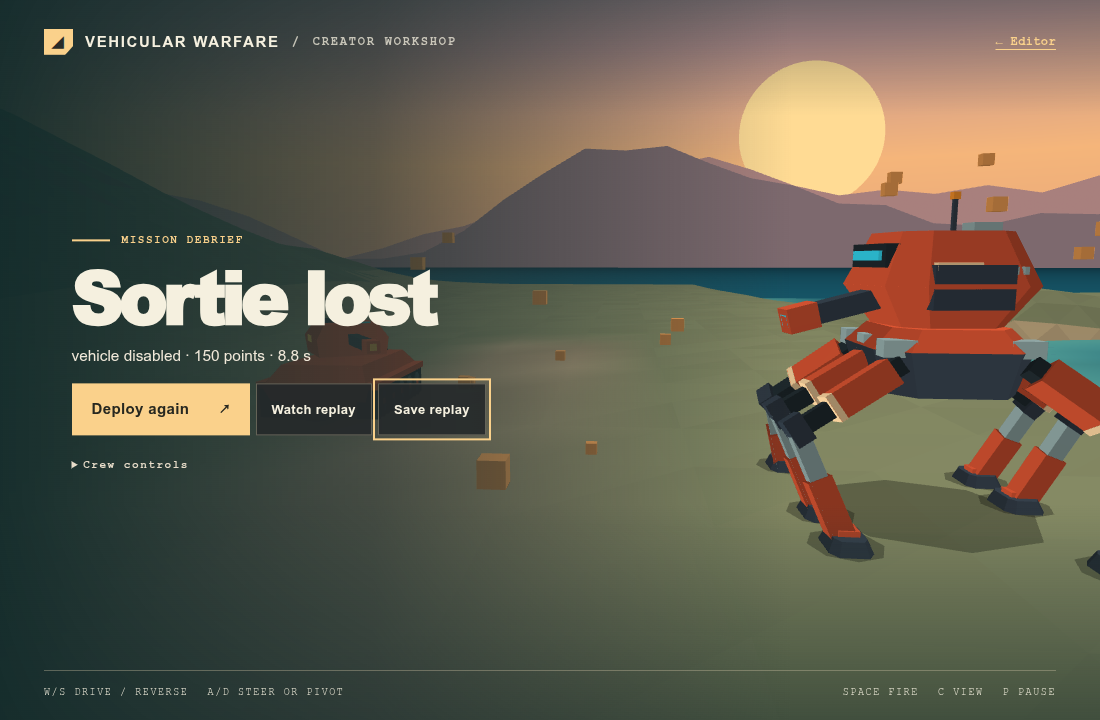 VEHICULAR WARFARE / CREATOR WORKSHOP
← Editor
MISSION DEBRIEF
Sortie lost
vehicle disabled · 150 points · 8.8 s
Deploy again ↗
Watch replay
Save replay
Crew controls
W/S DRIVE / REVERSE A/D STEER OR PIVOT
SPACE FIRE C VIEW P PAUSE